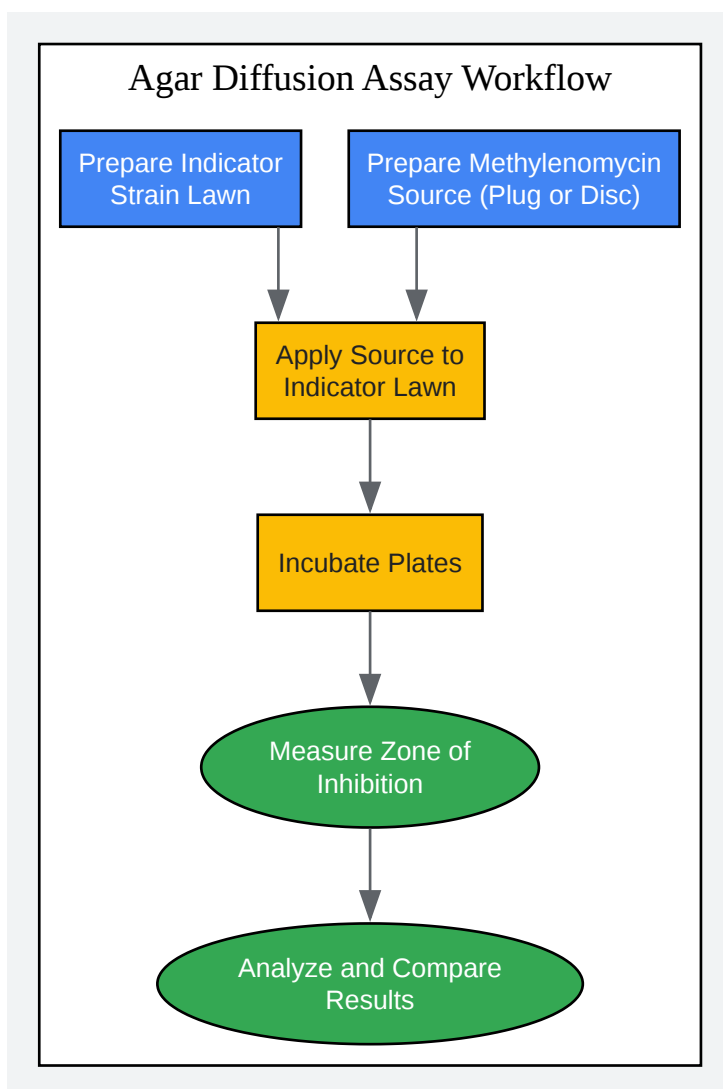 Agar Diffusion Assay Workflow
Prepare Indicator
Strain Lawn
Prepare Methylenomycin
Source (Plug or Disc)
Apply Source to
Indicator Lawn
Incubate Plates
Measure Zone of
Inhibition
Analyze and Compare
Results